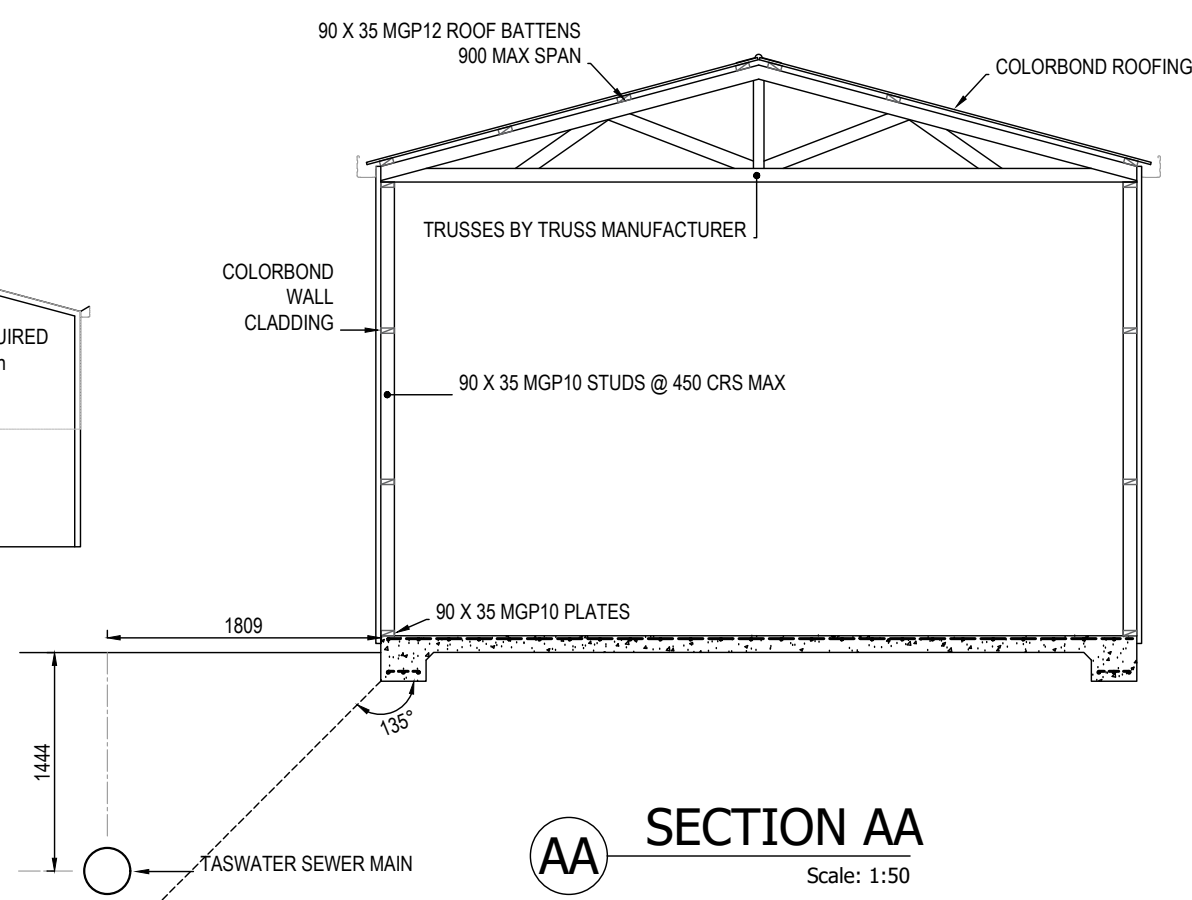 90 X 35 MGP12 ROOF BATTENS
900 MAX SPAN
COLORBOND ROOFING
TRUSSES BY TRUSS MANUFACTURER
COLORBOND
WALL
CLADDING
90 X 35 MGP10 STUDS @ 450 CRS MAX
90 X 35 MGP10 PLATES
1809
135°
1444
TASWATER SEWER MAIN
AA
SECTION AA
Scale: 1:50